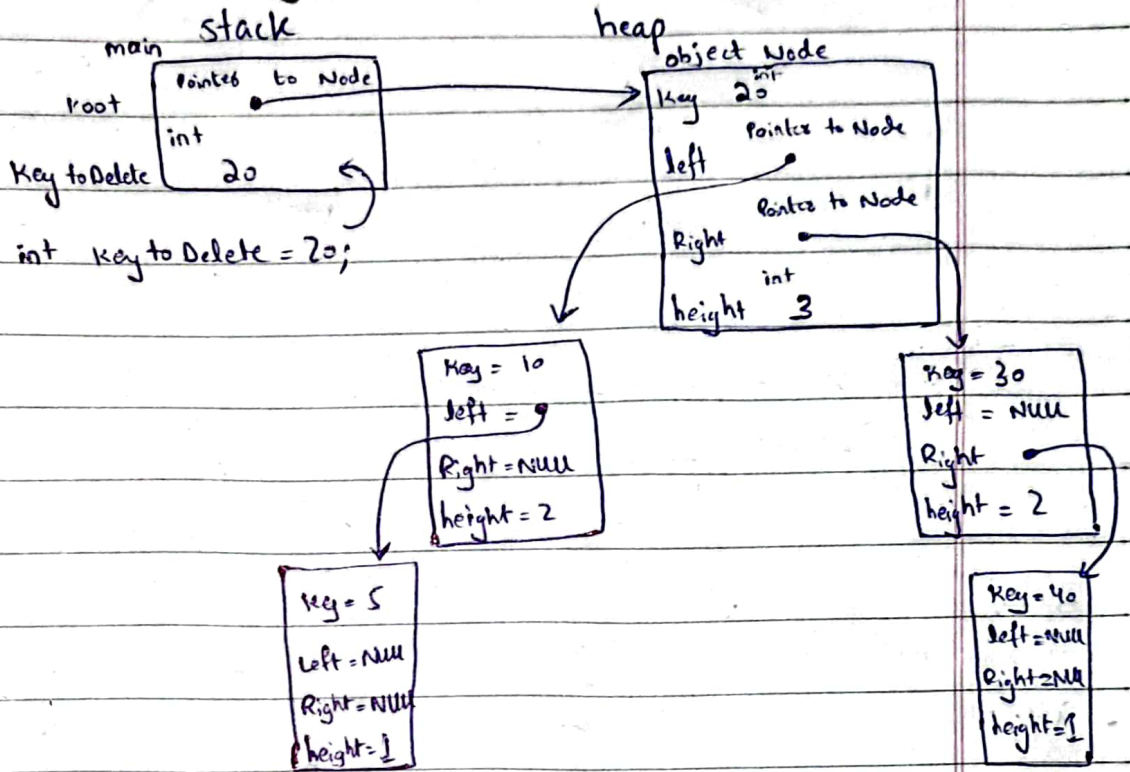 stack
heap
main
object Node
Pointer to Node
root
int
Key to Delete 20
int key to Delete = 20;
int
Key 20
Pointer to Node
left
Pointer to Node
Right
int
height 3
Key = 10
left =
Right = NULL
height = 2
Key = 30
left = NULL
Right
height = 2
Key = 5
Left = NULL
Right = NULL
height = 1
Key = 40
left = NULL
Right = NULL
height = 1